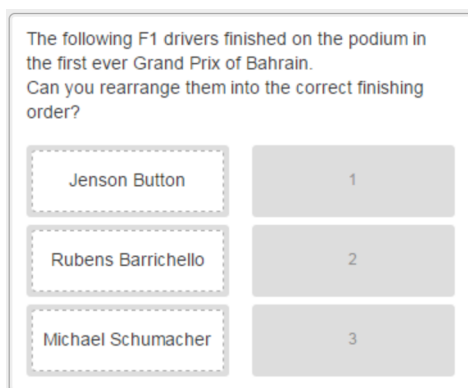 The following F1 drivers finished on the podium in
the first ever Grand Prix of Bahrain.
Can you rearrange them into the correct finishing
order?
Jenson Button
1
Rubens Barrichello
2
Michael Schumacher
3